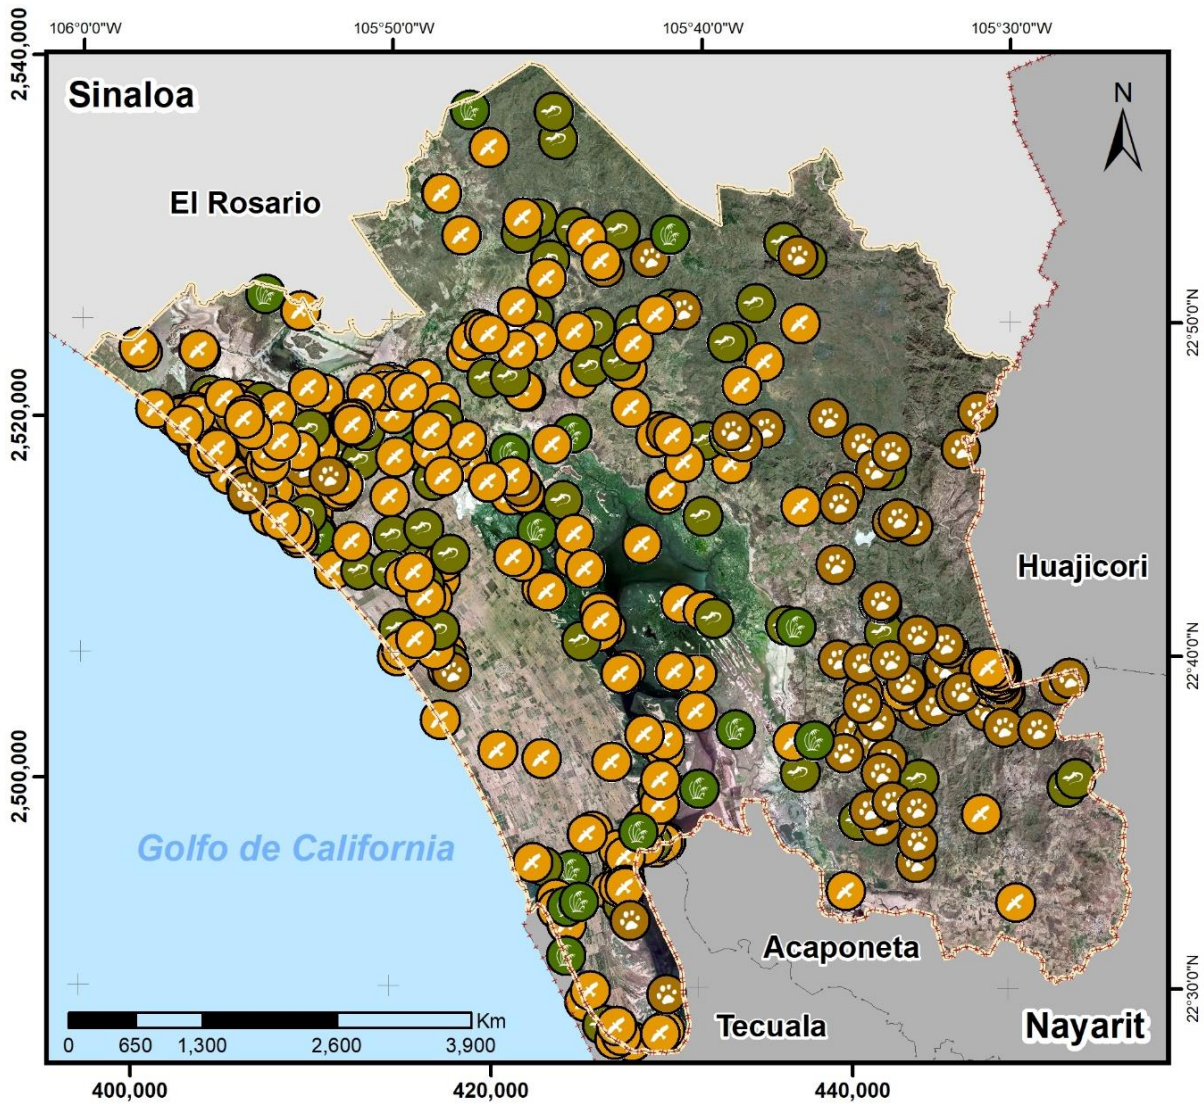 106°0'0"W
105°50'0"W
105°40'0"W
105°30'0"W
2,540,000
Sinaloa
N
El Rosario
22°50'0"N
2,520,000
Huajicori
22°40'0"N
2,500,000
Golfo de California
Acaponeta
22°30'0"N
Tecuala
Nayarit
Km
0 650 1,300 2,600 3,900
400,000
420,000
440,000